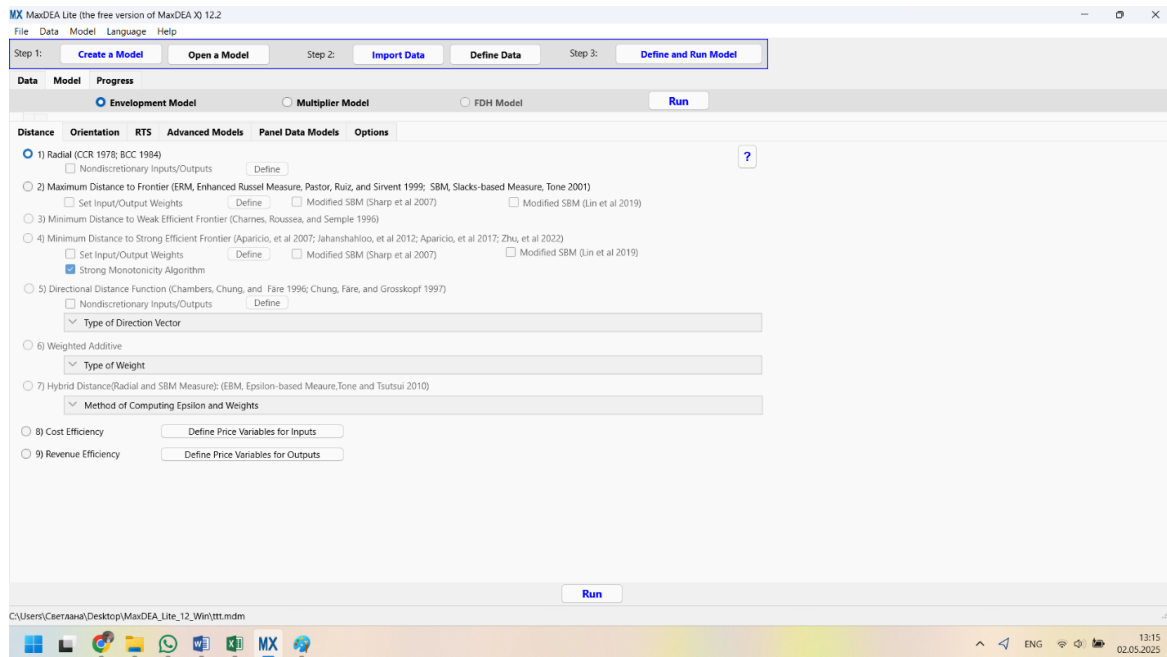 MX MaxDEA Lite (the free version of MaxDEA X) 12.2
File Data Model Language Help
Step 1: Create a Model Open a Model Step 2: Import Data Define Data Step 3: Define and Run Model
Data Model Progress
Envelopment Model Multiplier Model FDH Model Run
Distance Orientation RTS Advanced Models Panel Data Models Options
1) Radial (CCR 1978; BCC 1984) ?
Nondiscretionary Inputs/Outputs Define
2) Maximum Distance to Frontier (ERM, Enhanced Russel Measure, Pastor, Ruiz, and Sirvent 1999; SBM, Slacks-based Measure, Tone 2001)
Set Input/Output Weights Define Modified SBM (Sharp et al 2007) Modified SBM (Lin et al 2019)
3) Minimum Distance to Weak Efficient Frontier (Charnes, Roussea, and Semple 1996)
4) Minimum Distance to Strong Efficient Frontier (Aparicio, et al 2007; Jahanshahloo, et al 2012; Aparicio, et al 2017; Zhu, et al 2022)
Set Input/Output Weights Define Modified SBM (Sharp et al 2007) Modified SBM (Lin et al 2019)
Strong Monotonicity Algorithm
5) Directional Distance Function (Chambers, Chung, and Färe 1996; Chung, Färe, and Grosskopf 1997)
Nondiscretionary Inputs/Outputs Define
Type of Direction Vector
6) Weighted Additive
Type of Weight
7) Hybrid Distance(Radial and SBM Measure): (EBM, Epsilon-based Meaure,Tone and Tsutsui 2010)
Method of Computing Epsilon and Weights
8) Cost Efficiency Define Price Variables for Inputs
9) Revenue Efficiency Define Price Variables for Outputs
Run
C:\Users\Светлана\Desktop\MaxDEA_Lite_12_Win\ttt.mdm
MX ENG 13:15
02.05.2025